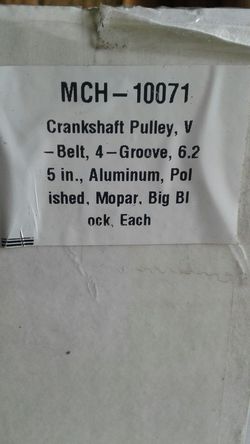 MCH-10071
Crankshaft Pulley, V
-Belt, 4-Groove, 6.2
5 in., Aluminum, Pol
ished, Mopar, Big Bl
ock, Each